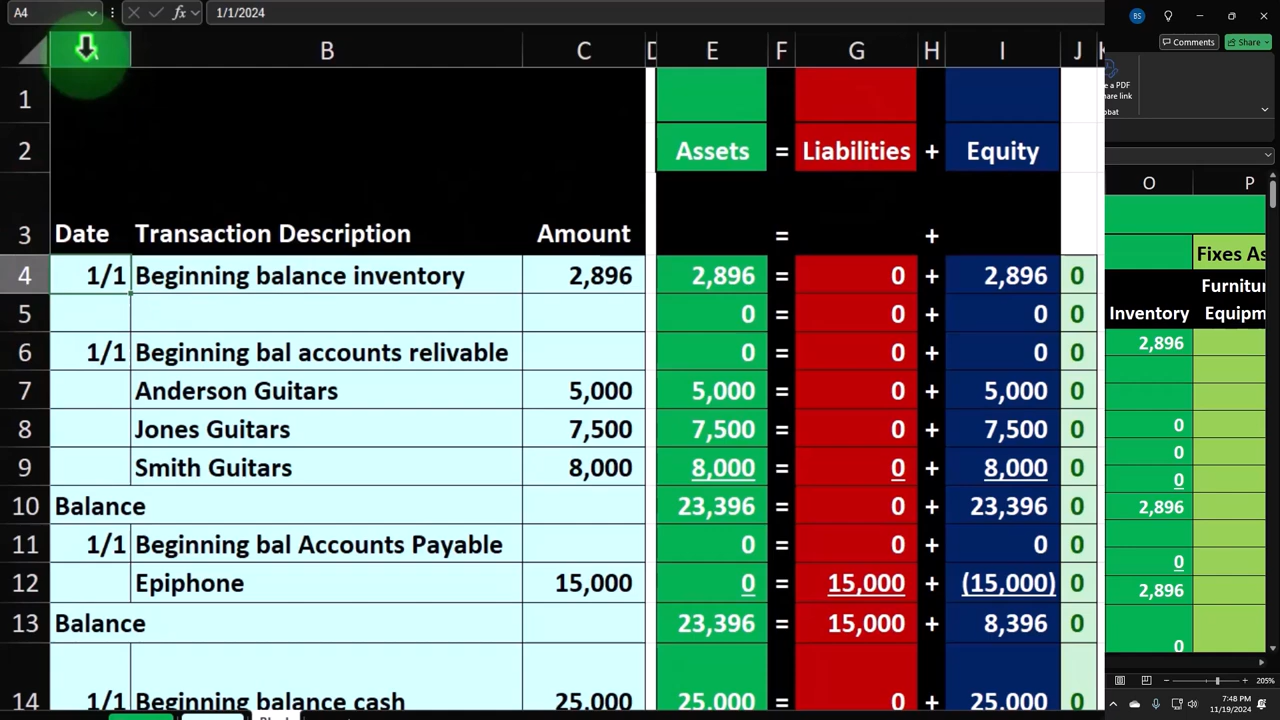 A4 fx 1/1/2024
BS
Comments Share
A B C D E F G H I J K
1
2 Assets = Liabilities + Equity
3 Date Transaction Description Amount = +
4 1/1 Beginning balance inventory 2,896 2,896 = 0 + 2,896 0
5 0 = 0 + 0 0
6 1/1 Beginning bal accounts relivable 0 = 0 + 0 0
7 Anderson Guitars 5,000 5,000 = 0 + 5,000 0
8 Jones Guitars 7,500 7,500 = 0 + 7,500 0
9 Smith Guitars 8,000 8,000 = 0 + 8,000 0
10 Balance 23,396 = 0 + 23,396 0
11 1/1 Beginning bal Accounts Payable 0 = 0 + 0 0
12 Epiphone 15,000 0 = 15,000 + (15,000) 0
13 Balance 23,396 = 15,000 + 8,396 0
14 1/1 Beginning balance cash 25,000 25,000 = 0 + 25,000 0
e a PDF
share link
obat
O P
Fixes As
Furnitur
Inventory Equipm
2,896
0
0
0
2,896
0
2,896
0
205%
7:48 PM
11/19/2024